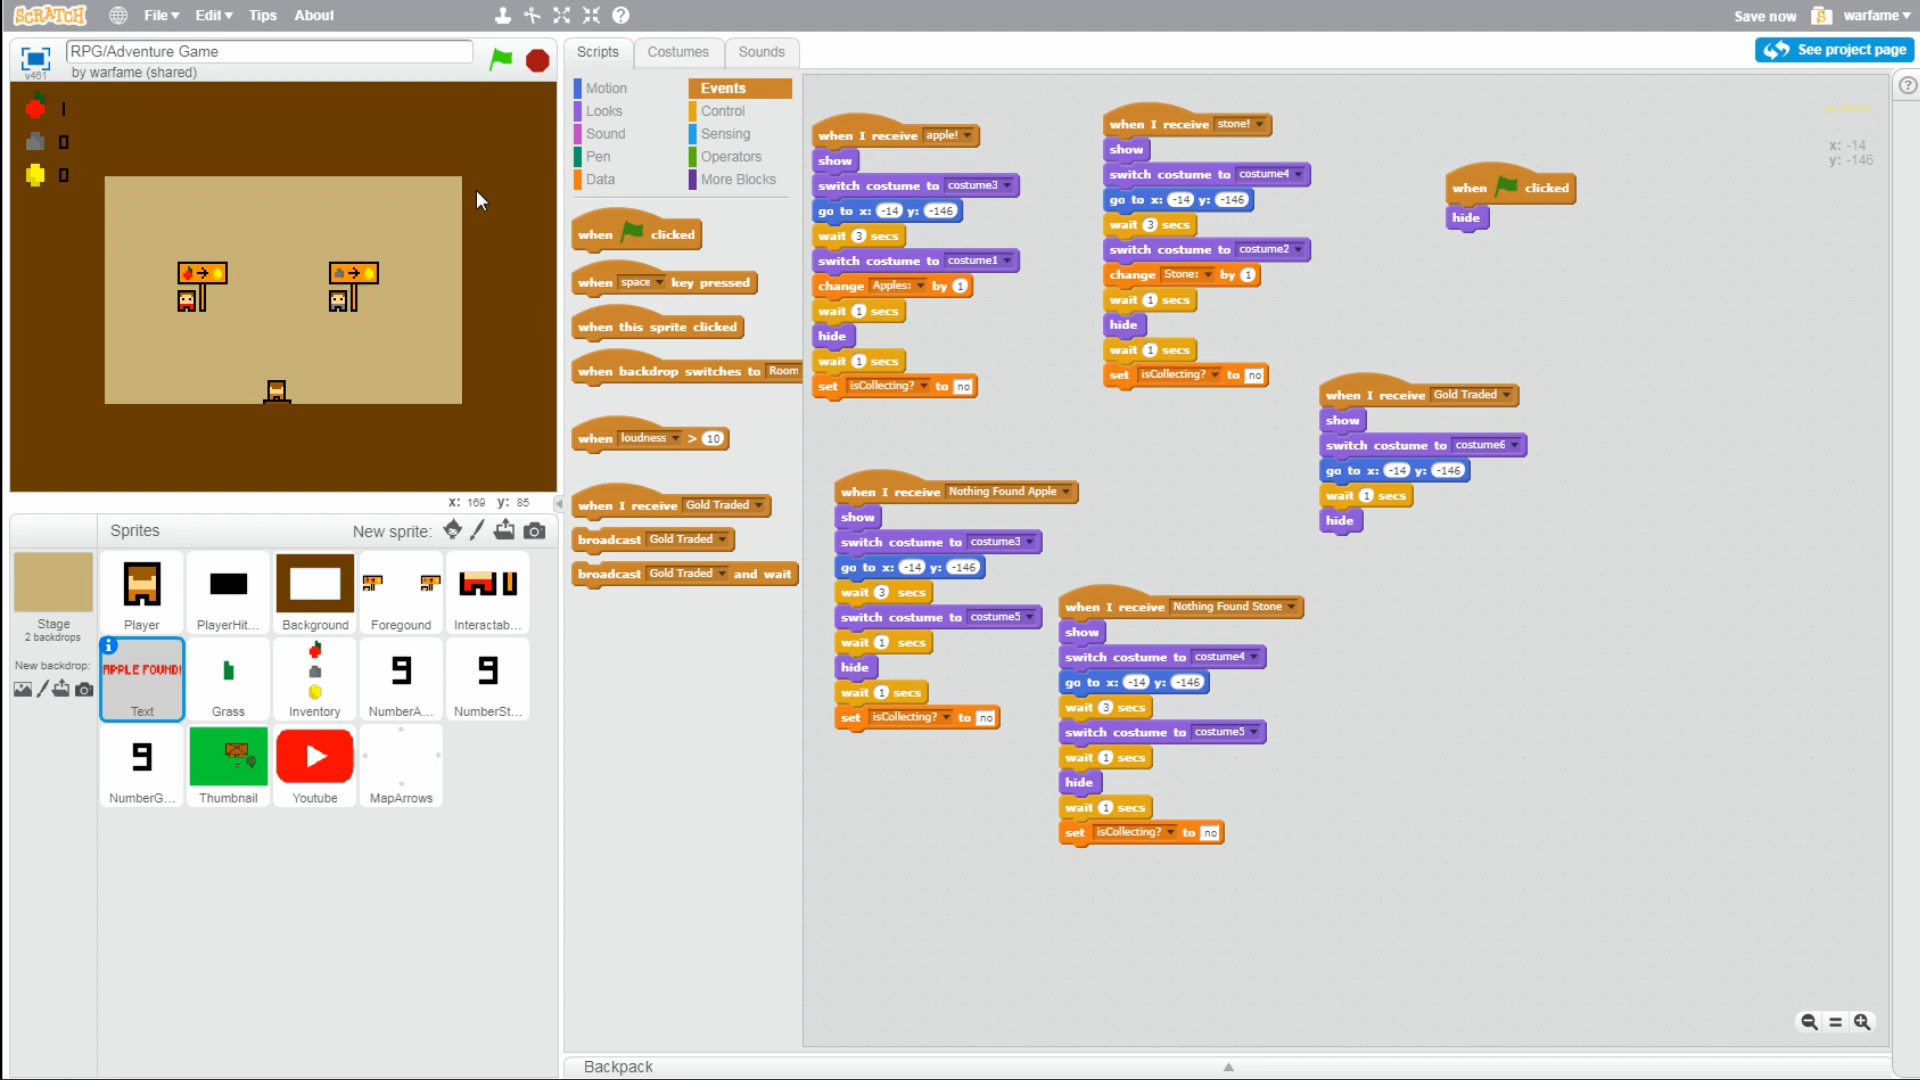 SCRATCH File Edit Tips About Save now warfame
RPG/Adventure Game
by warfame (shared)
v461
See project page
Scripts Costumes Sounds
Motion Events
Looks Control
Sound Sensing
Pen Operators
Data More Blocks
1
0
0
when clicked
when space key pressed
when this sprite clicked
when backdrop switches to Room
when loudness > 10
when I receive Gold Traded
broadcast Gold Traded
broadcast Gold Traded and wait
when I receive apple!
show
switch costume to costume3
go to x: -14 y: -146
wait 3 secs
switch costume to costume1
change Apples: by 1
wait 1 secs
hide
wait 1 secs
set isCollecting? to no
when I receive stone!
show
switch costume to costume4
go to x: -14 y: -146
wait 3 secs
switch costume to costume2
change Stone: by 1
wait 1 secs
hide
wait 1 secs
set isCollecting? to no
when clicked
hide
x: -14
y: -146
when I receive Gold Traded
show
switch costume to costume6
go to x: -14 y: -146
wait 1 secs
hide
when I receive Nothing Found Apple
show
switch costume to costume3
go to x: -14 y: -146
wait 3 secs
switch costume to costume5
wait 1 secs
hide
wait 1 secs
set isCollecting? to no
when I receive Nothing Found Stone
show
switch costume to costume4
go to x: -14 y: -146
wait 3 secs
switch costume to costume5
wait 1 secs
hide
wait 1 secs
set isCollecting? to no
x: 169 y: 85
Sprites New sprite:
Stage
2 backdrops
New backdrop:
Player PlayerHit... Background Foregound Interactab...
APPLE FOUND!
9 9
Text Grass Inventory NumberA... NumberSt...
9
NumberG... Thumbnail Youtube MapArrows
Backpack